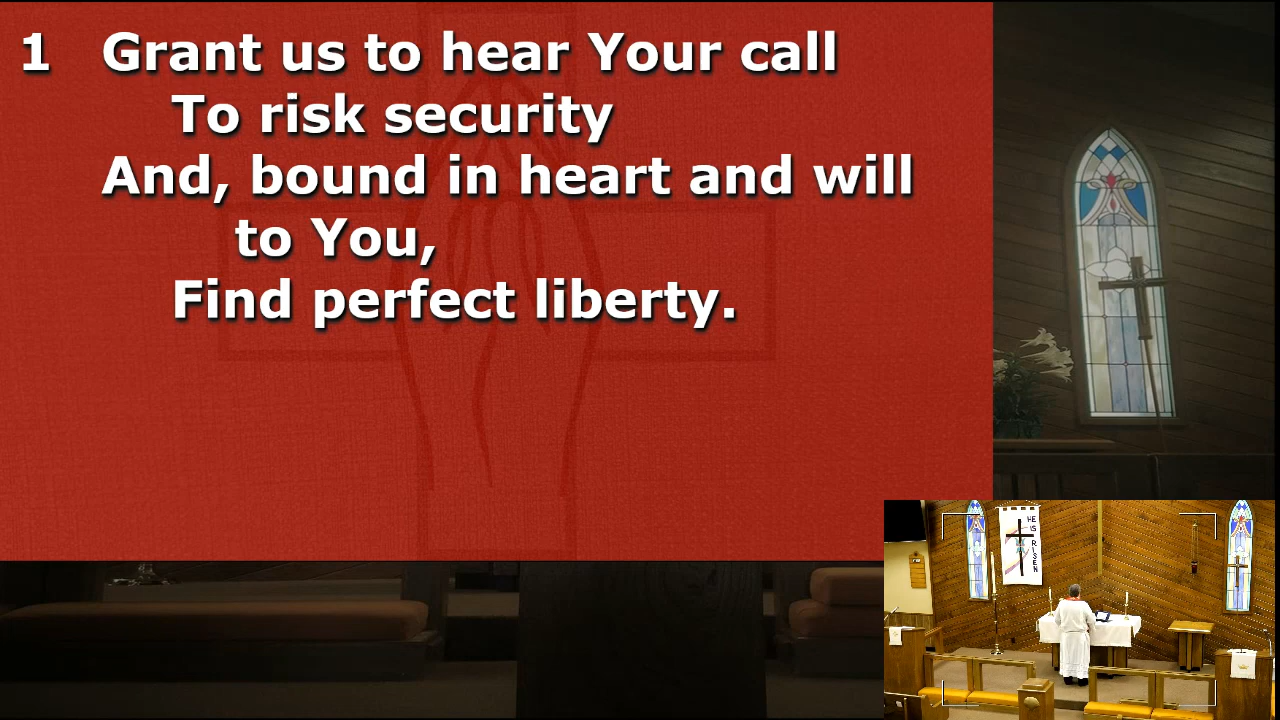 1 Grant us to hear Your call
To risk security
And, bound in heart and will
to You,
Find perfect liberty.
HE
IS
RISEN